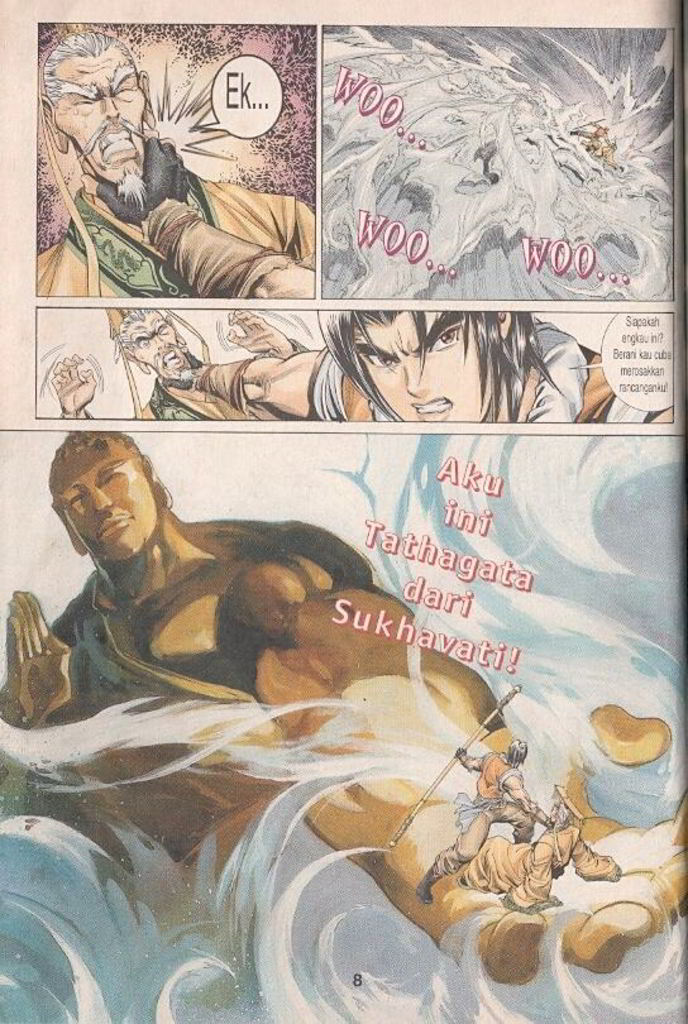 Ek...
WOO...
WOO...
WOO...
Siapakah
engkau ini?
Berani kau cuba
merosakkan
rancanganku!
Aku
ini
Tathagata
dari
Sukhavati!
8